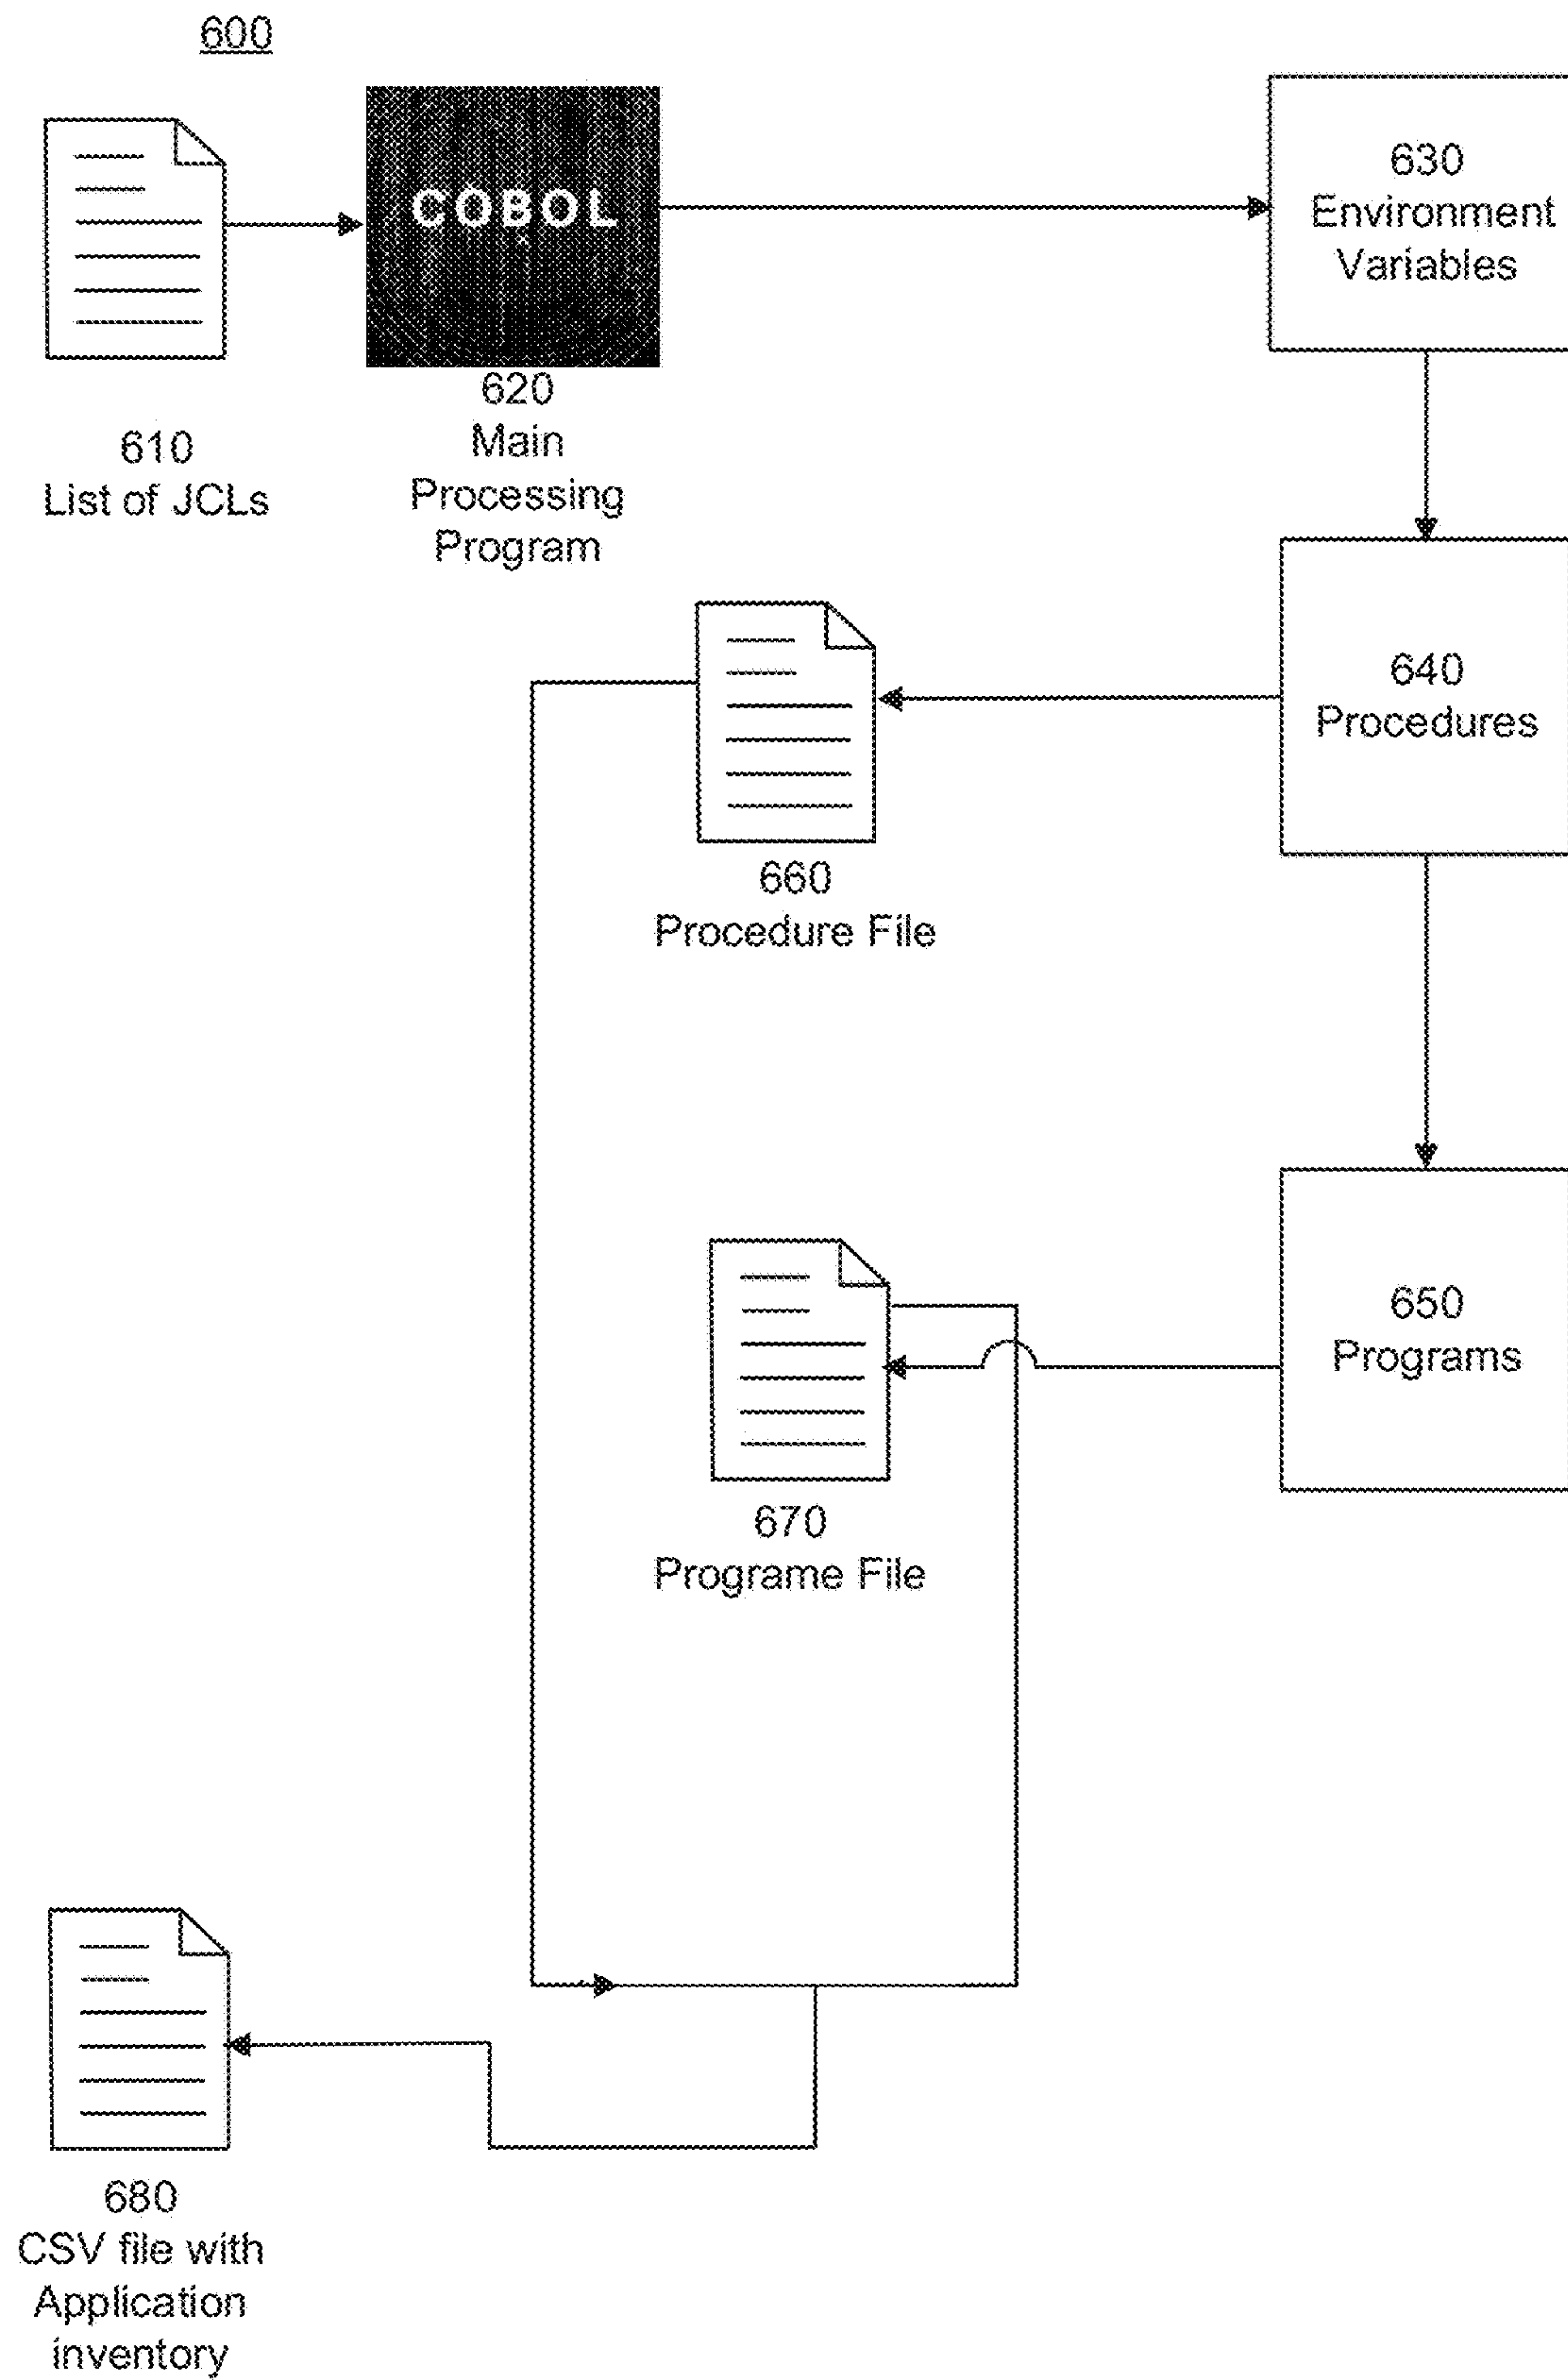 600
COBOL
630
Environment
Variables
620
Main
Processing
Program
610
List of JCLs
640
Procedures
660
Procedure File
650
Programs
670
Programe File
680
CSV file with
Application
inventory